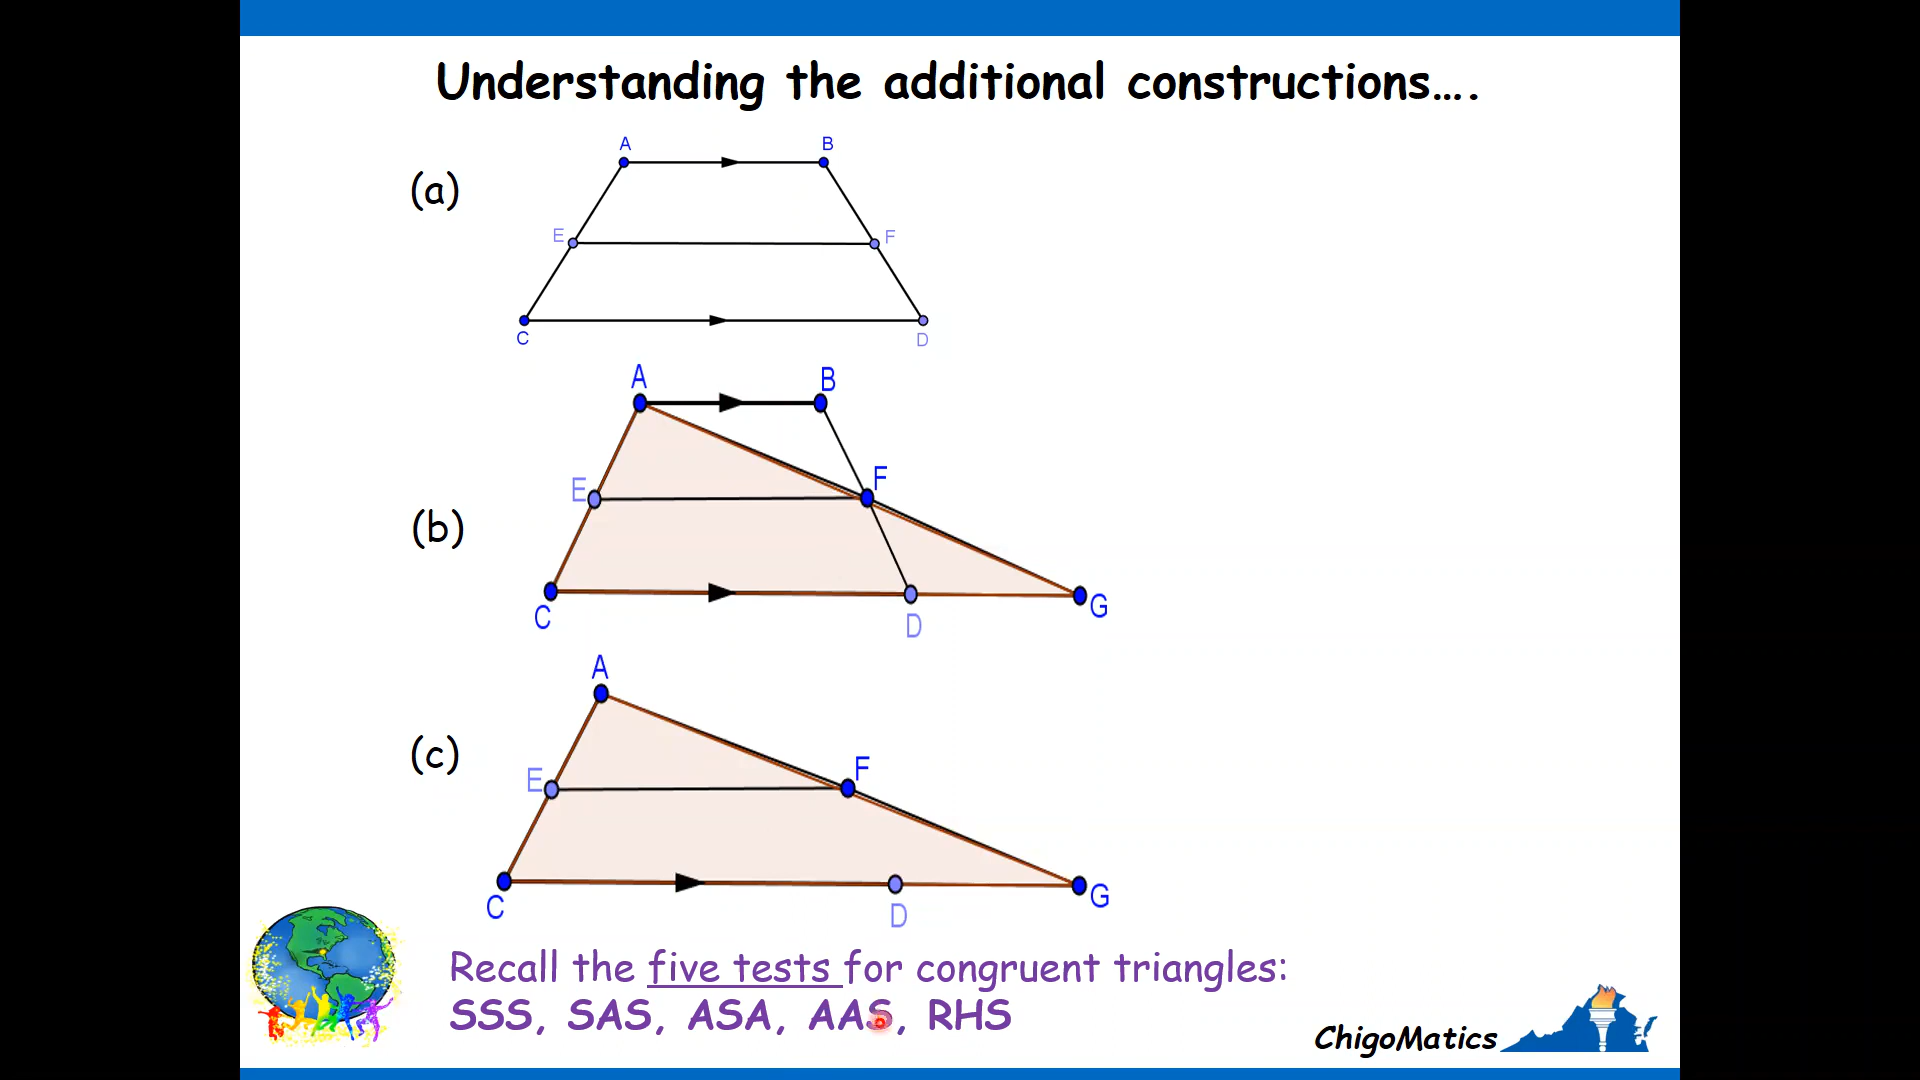 Understanding the additional constructions….
A B
(a)
E F
C D
A B
E F
(b)
C D G
A
(c)
E F
C D G
Recall the five tests for congruent triangles:
SSS, SAS, ASA, AAS, RHS
ChigoMatics